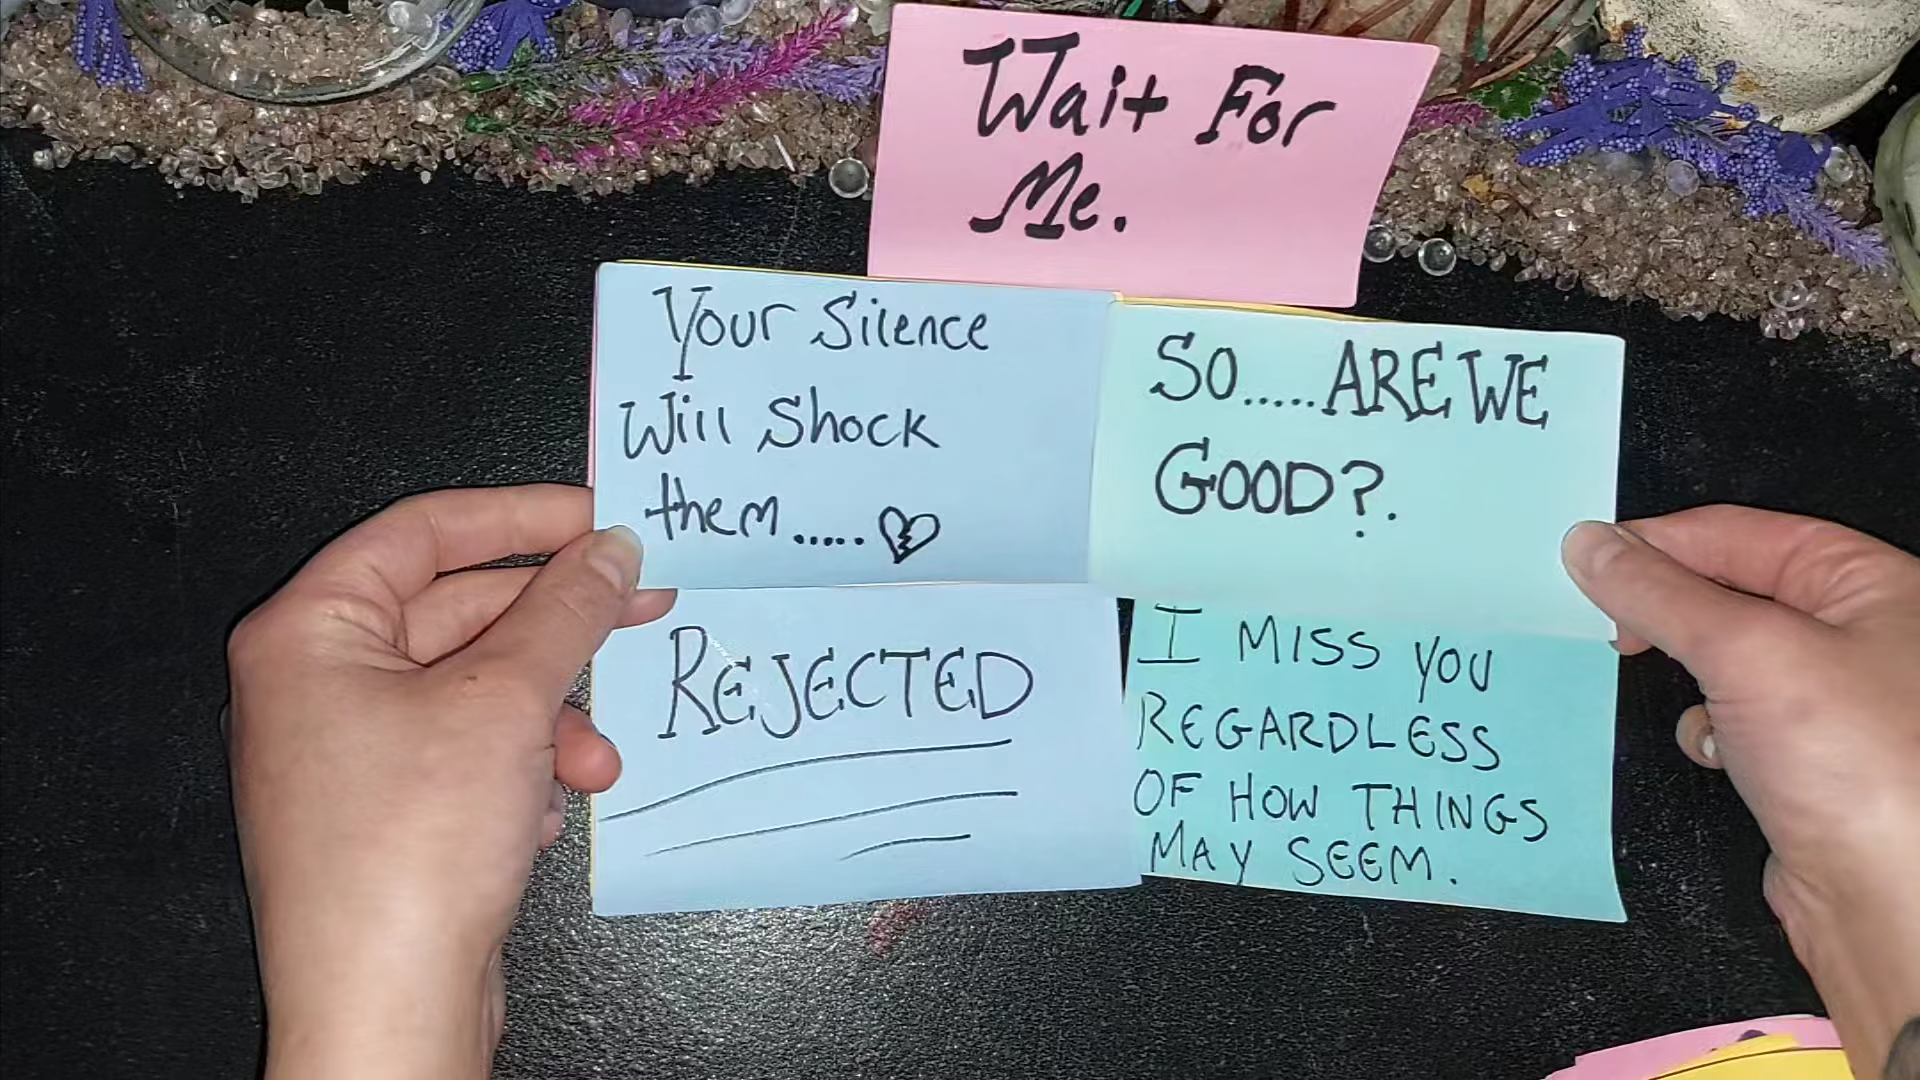 Wait For
Me.
Your Silence
Will Shock
them.....
SO.....ARE WE
GOOD?.
REJECTED
I MISS YOU
REGARDLESS
OF HOW THINGS
MAY SEEM.